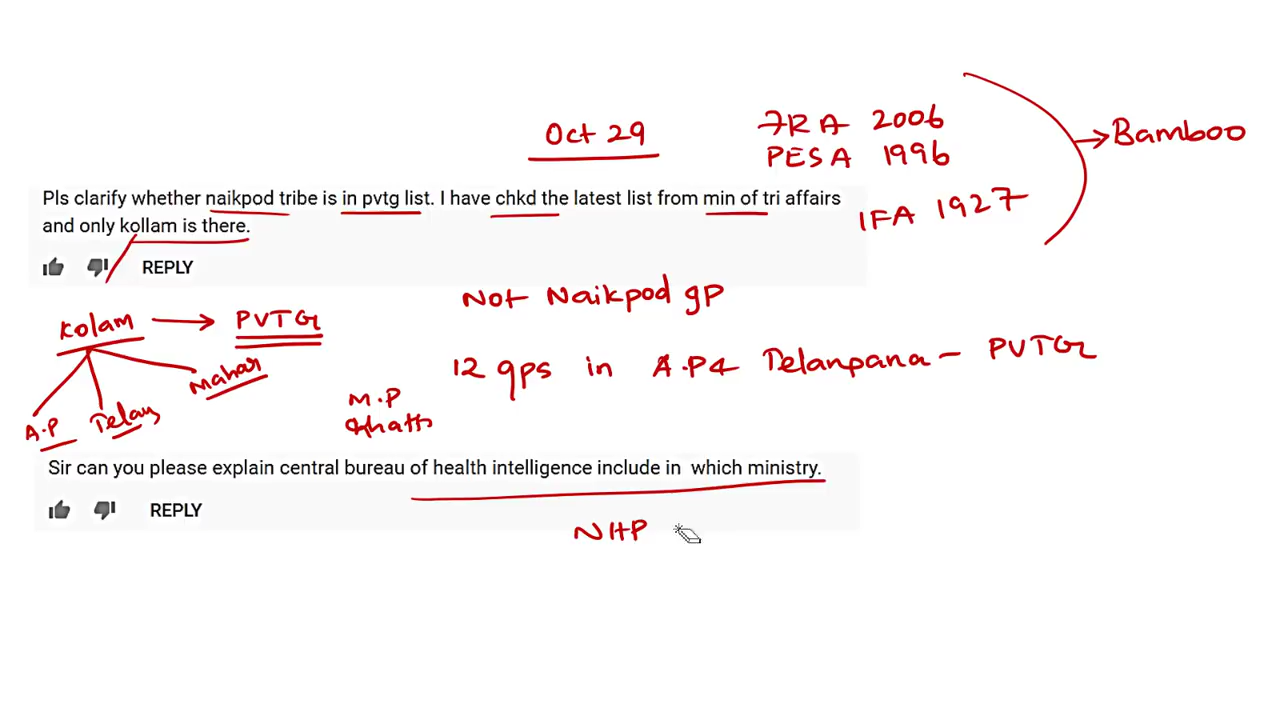 Oct 29
FRA 2006
PESA 1996
IFA 1927
Bamboo
Pls clarify whether naikpod tribe is in pvtg list. I have chkd the latest list from min of tri affairs
and only kollam is there.
REPLY
Not Naikpod gp
Kolam
PVTG
12 gps in A.P & Telanpana - PVTG
Mahar
A.P
Telan
M.P
Sir can you please explain central bureau of health intelligence include in which ministry.
REPLY
NHP